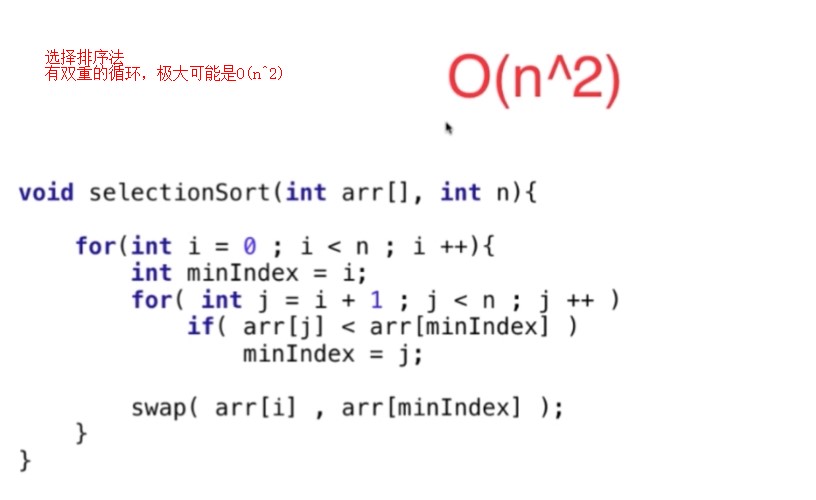 选择排序法
有双重的循环，极大可能是O(n^2)
O(n^2)
void selectionSort(int arr[], int n){
for(int i = 0 ; i < n ; i ++){
int minIndex = i;
for( int j = i + 1 ; j < n ; j ++ )
if( arr[j] < arr[minIndex] )
minIndex = j;
swap( arr[i] , arr[minIndex] );
}
}